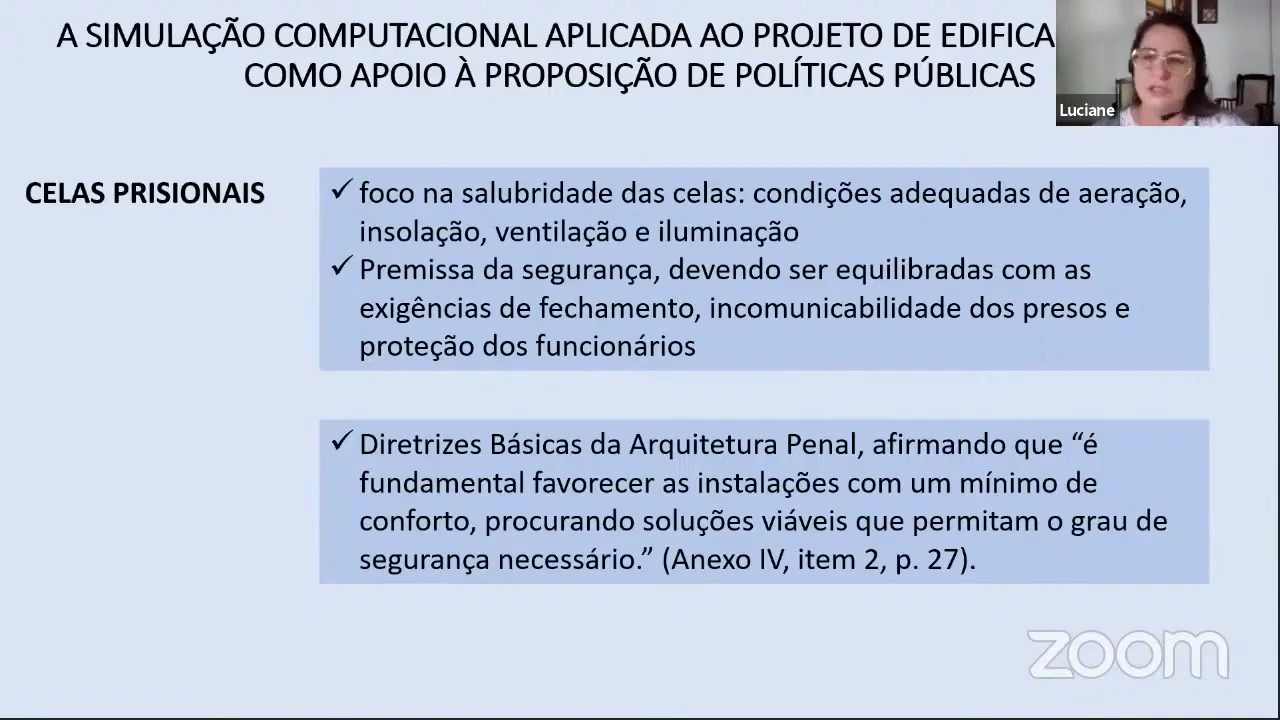 A SIMULAÇÃO COMPUTACIONAL APLICADA AO PROJETO DE
COMO APOIO À PROPOSIÇÃO DE POLÍTICAS PÚBLICAS
Luciane
CELAS PRISIONAIS
✓ foco na salubridade das celas: condições adequadas de aeração,
insolação, ventilação e iluminação
✓ Premissa da segurança, devendo ser equilibradas com as
exigências de fechamento, incomunicabilidade dos presos e
proteção dos funcionários
✓ Diretrizes Básicas da Arquitetura Penal, afirmando que “é
fundamental favorecer as instalações com um mínimo de
conforto, procurando soluções viáveis que permitam o grau de
segurança necessário.” (Anexo IV, item 2, p. 27).
zoom